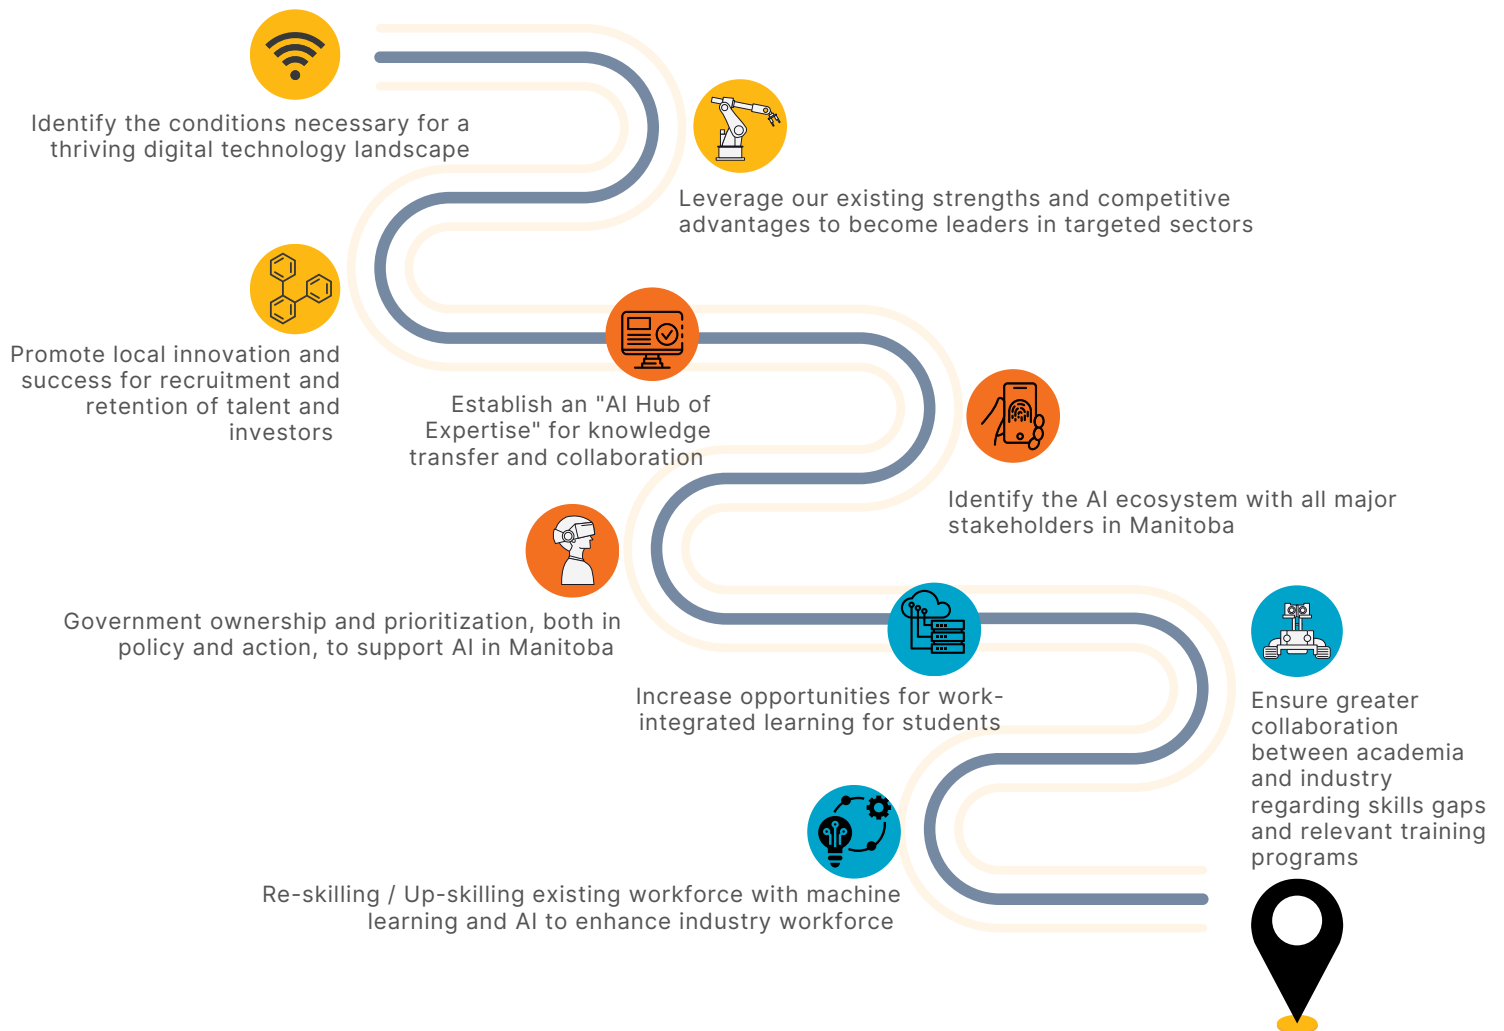 Identify the conditions necessary for a
thriving digital technology landscape
Leverage our existing strengths and competitive
advantages to become leaders in targeted sectors
Promote local innovation and
success for recruitment and
retention of talent and
investors
Establish an "AI Hub of
Expertise" for knowledge
transfer and collaboration
Identify the AI ecosystem with all major
stakeholders in Manitoba
Government ownership and prioritization, both in
policy and action, to support AI in Manitoba
Increase opportunities for work-
integrated learning for students
Ensure greater
collaboration
between academia
and industry
regarding skills gaps
and relevant training
programs
Re-skilling / Up-skilling existing workforce with machine
learning and AI to enhance industry workforce